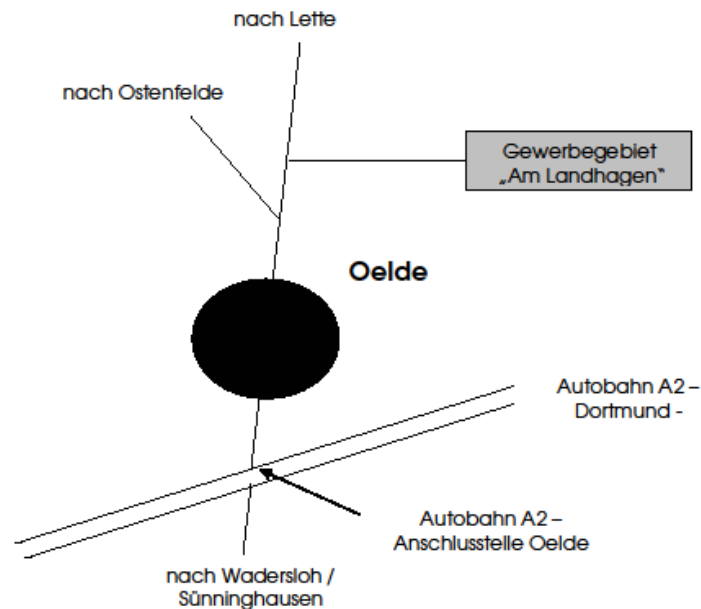 nach Lette
nach Ostenfelde
Gewerbegebiet
„Am Landhagen“
Oelde
Autobahn A2 –
Dortmund -
Autobahn A2 –
Anschlusstelle Oelde
nach Wadersloh /
Sünninghausen